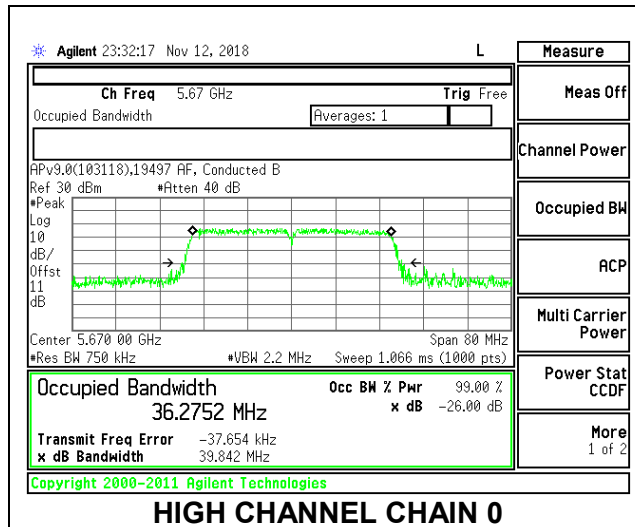 Agilent 23:32:17 Nov 12, 2018 L Measure
Ch Freq 5.67 GHz Trig Free
Meas Off
Occupied Bandwidth Averages: 1
Channel Power
APv9.0(103118),19497 AF, Conducted B
Ref 30 dBm #Atten 40 dB
#Peak
Log
10
dB/
Offst
11
dB
Occupied BW
ACP
Multi Carrier
Power
Center 5.670 00 GHz Span 80 MHz
#Res BW 750 kHz #VBW 2.2 MHz Sweep 1.066 ms (1000 pts)
Power Stat
CCDF
Occupied Bandwidth Occ BW % Pwr 99.00 %
36.2752 MHz x dB -26.00 dB
Transmit Freq Error -37.654 kHz
x dB Bandwidth 39.842 MHz
More
1 of 2
Copyright 2000-2011 Agilent Technologies
HIGH CHANNEL CHAIN 0